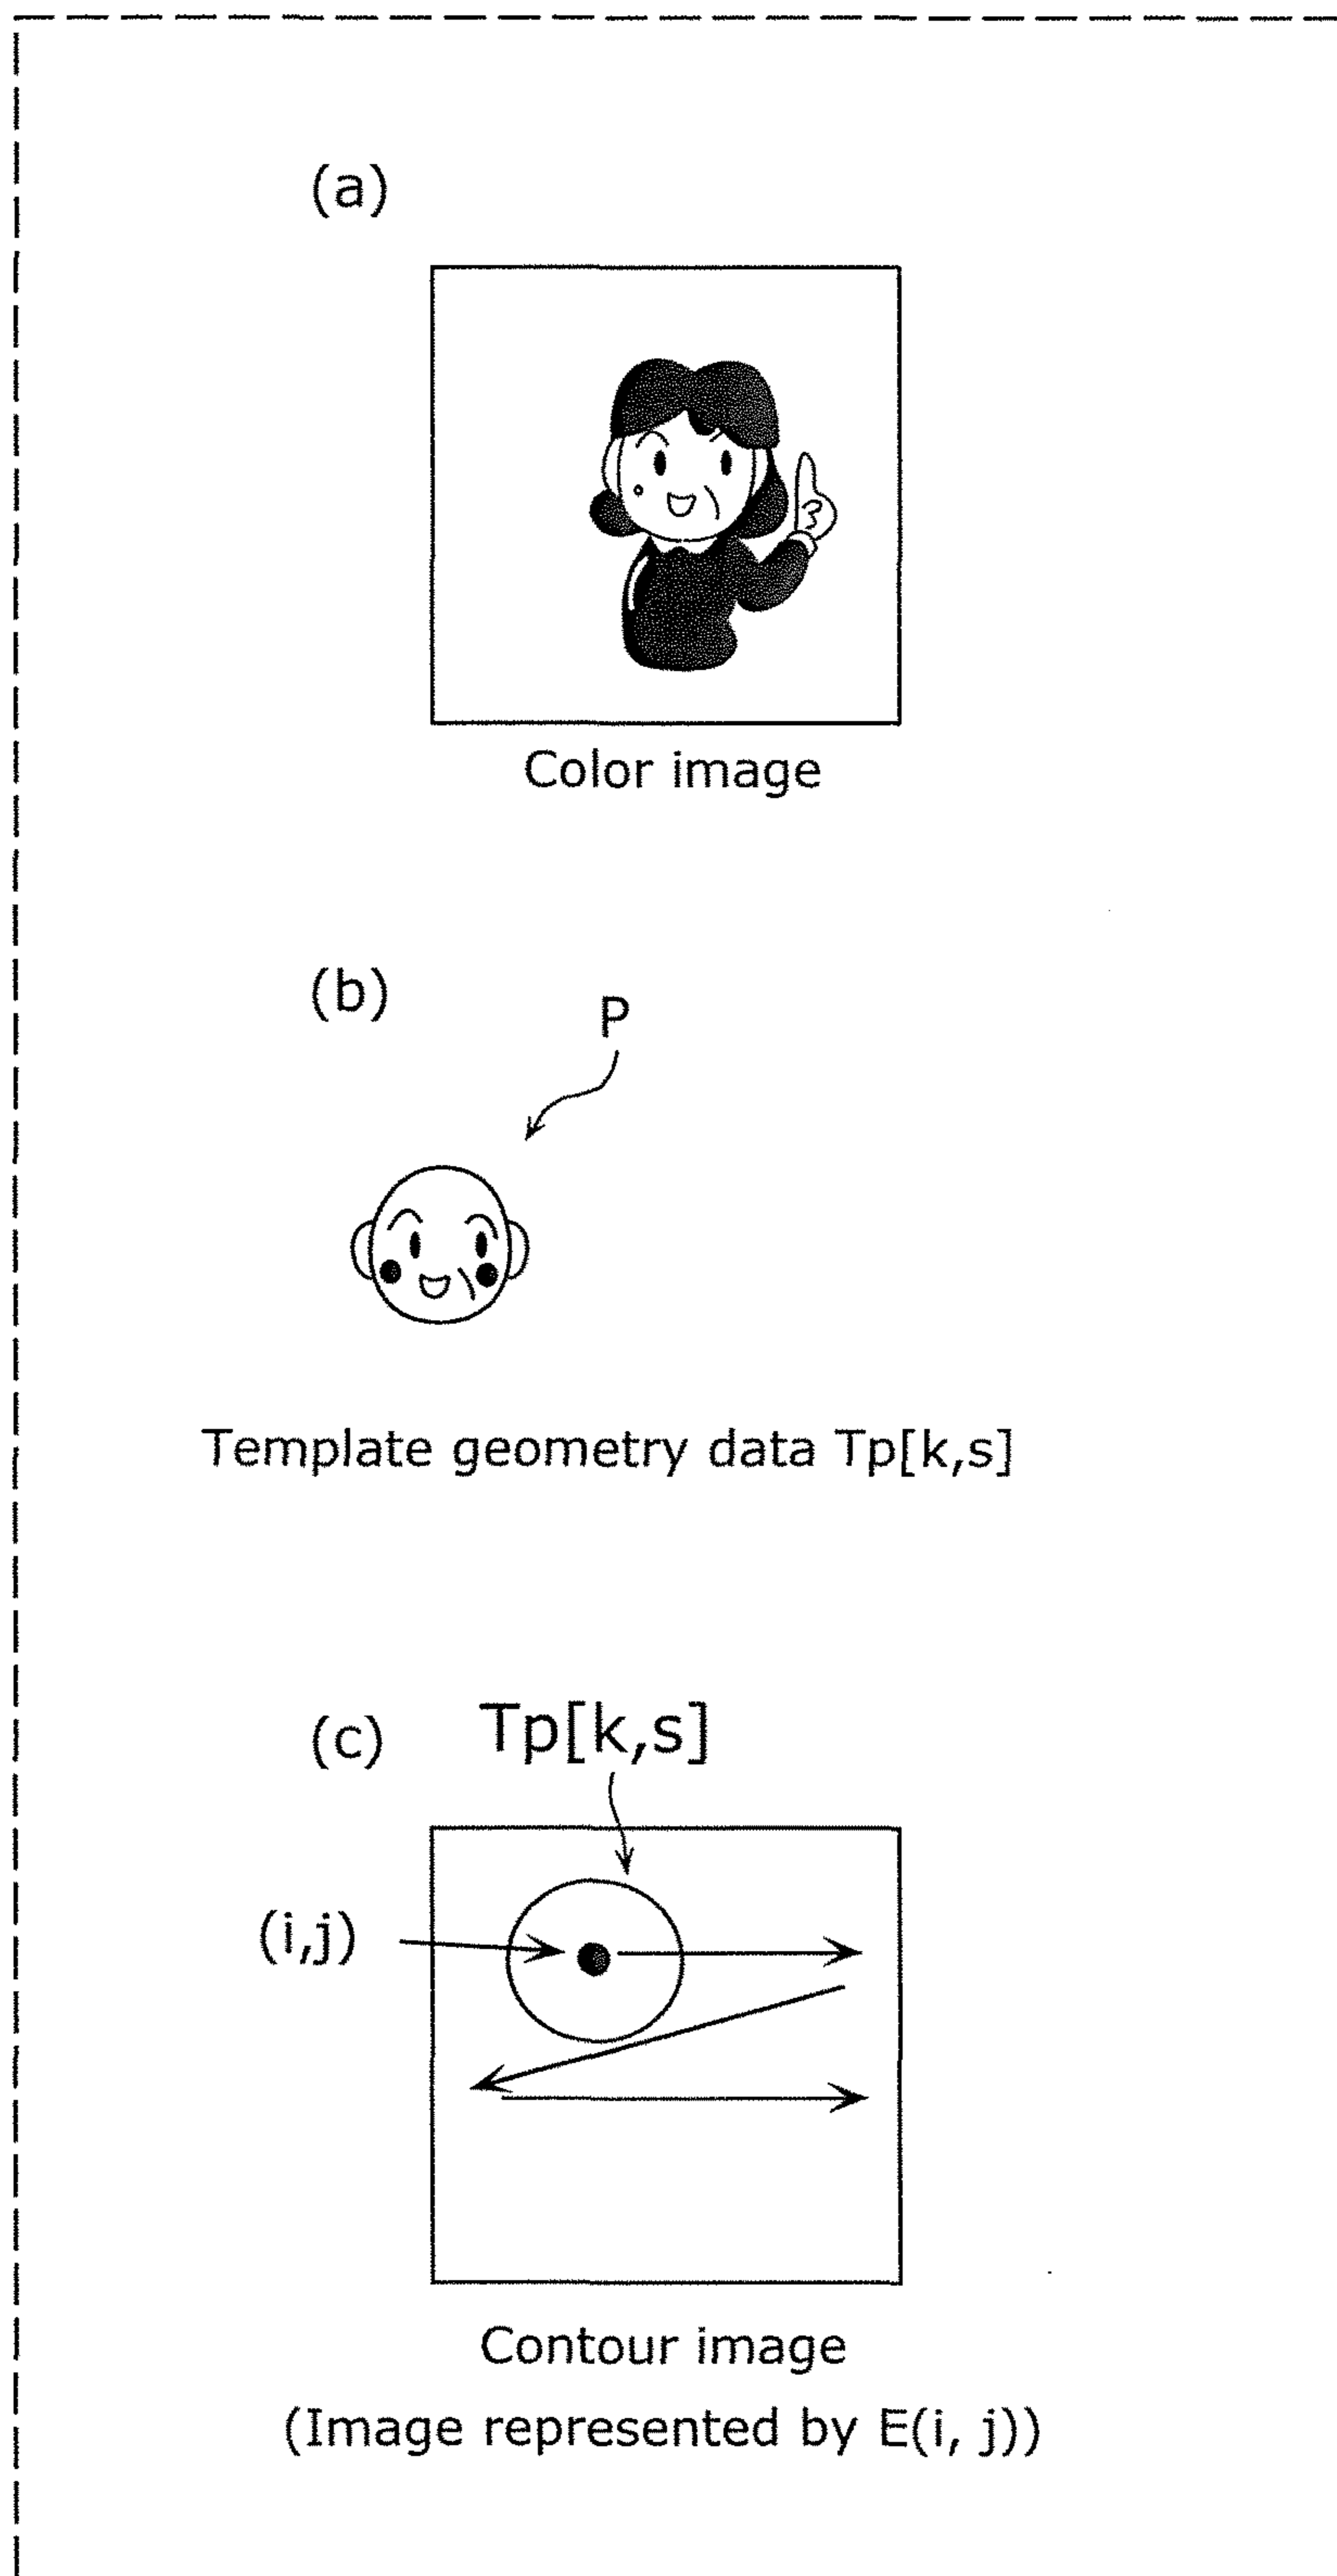 (a)
Color image
(b)
P
Template geometry data Tp[k,s]
(c)
Tp[k,s]
(i,j)
Contour image
(Image represented by E(i, j))